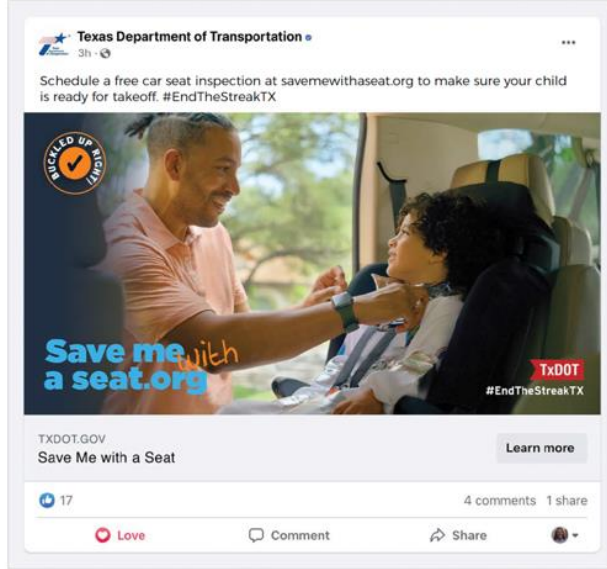 Texas Department of Transportation
3h ·
Schedule a free car seat inspection at savemewithaseat.org to make sure your child
is ready for takeoff. #EndTheStreakTX
BUCKLED UP RIGHT!
Save me with
a seat.org
TxDOT
#EndTheStreakTX
TXDOT.GOV
Save Me with a Seat
Learn more
17
4 comments 1 share
Love Comment Share